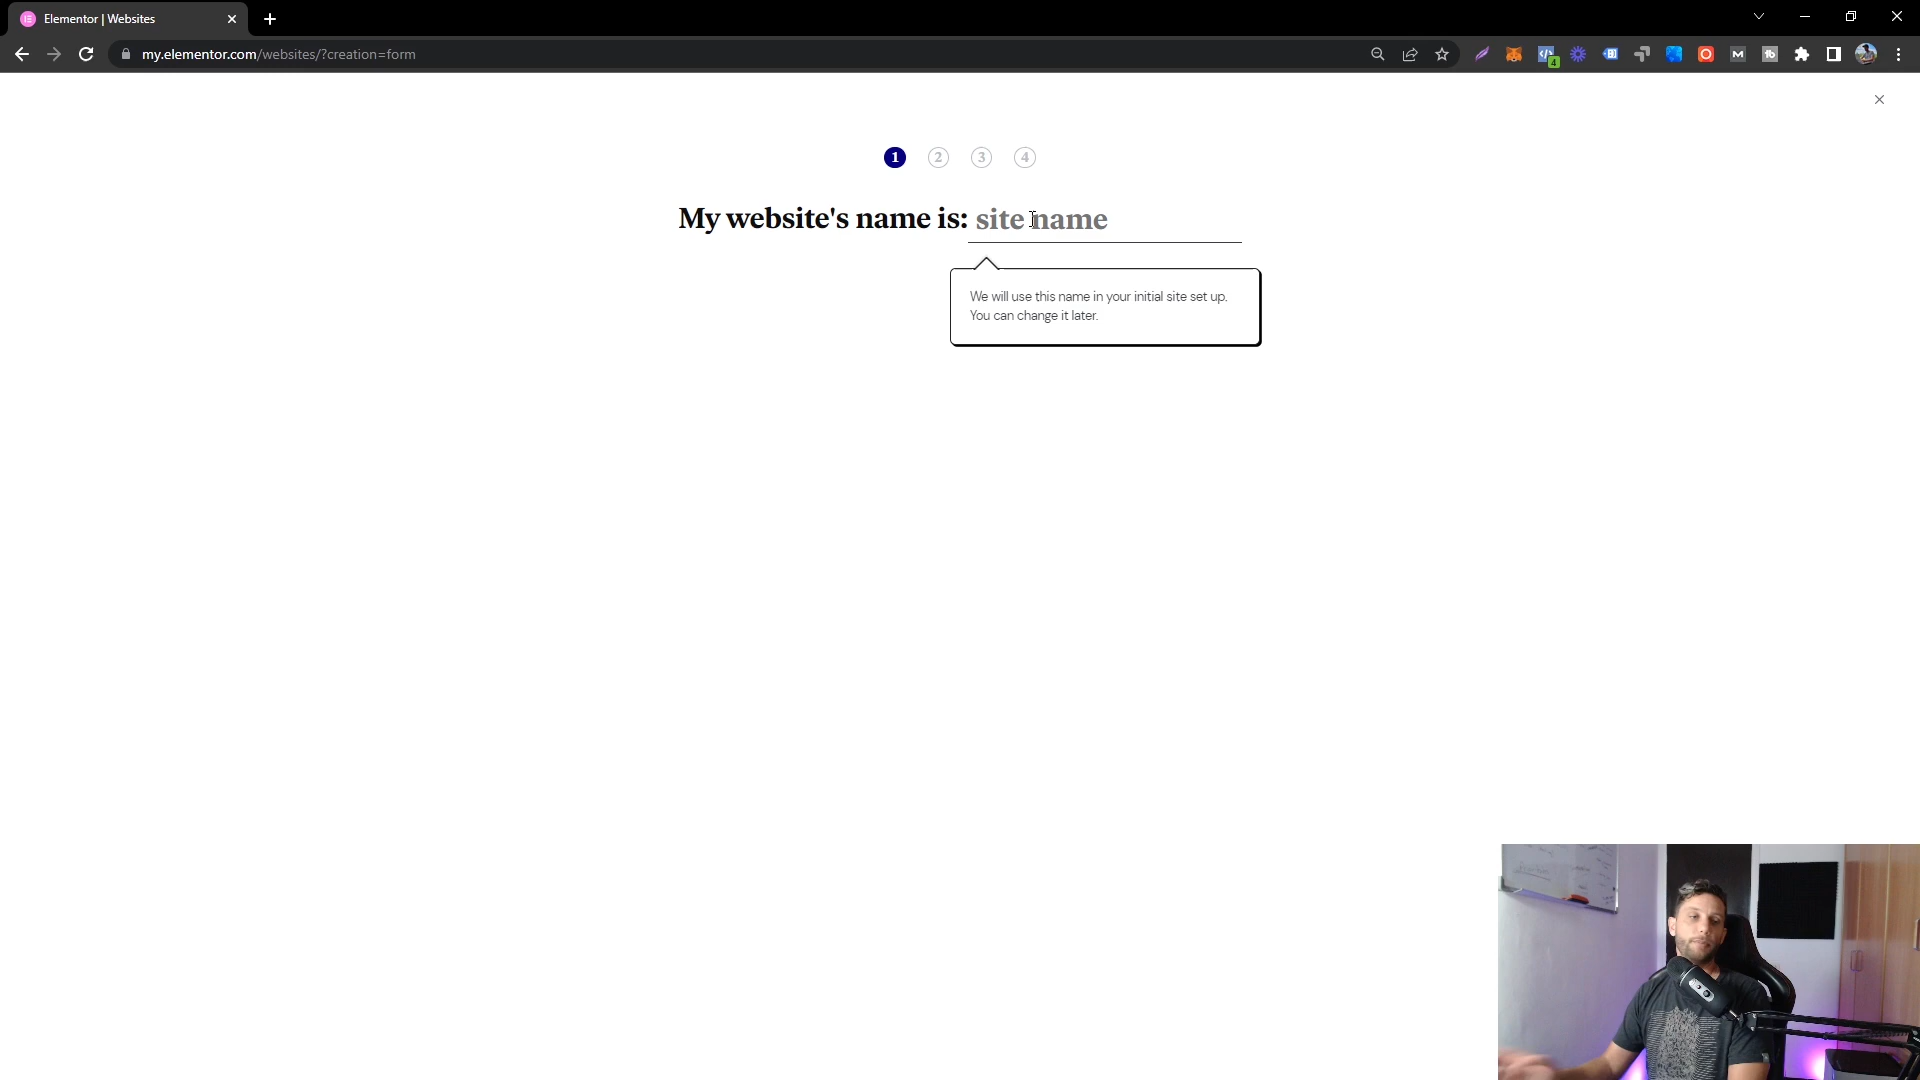 Elementor | Websites
my.elementor.com/websites/?creation=form
4
1 2 3 4
My website's name is: site name
We will use this name in your initial site set up.
You can change it later.